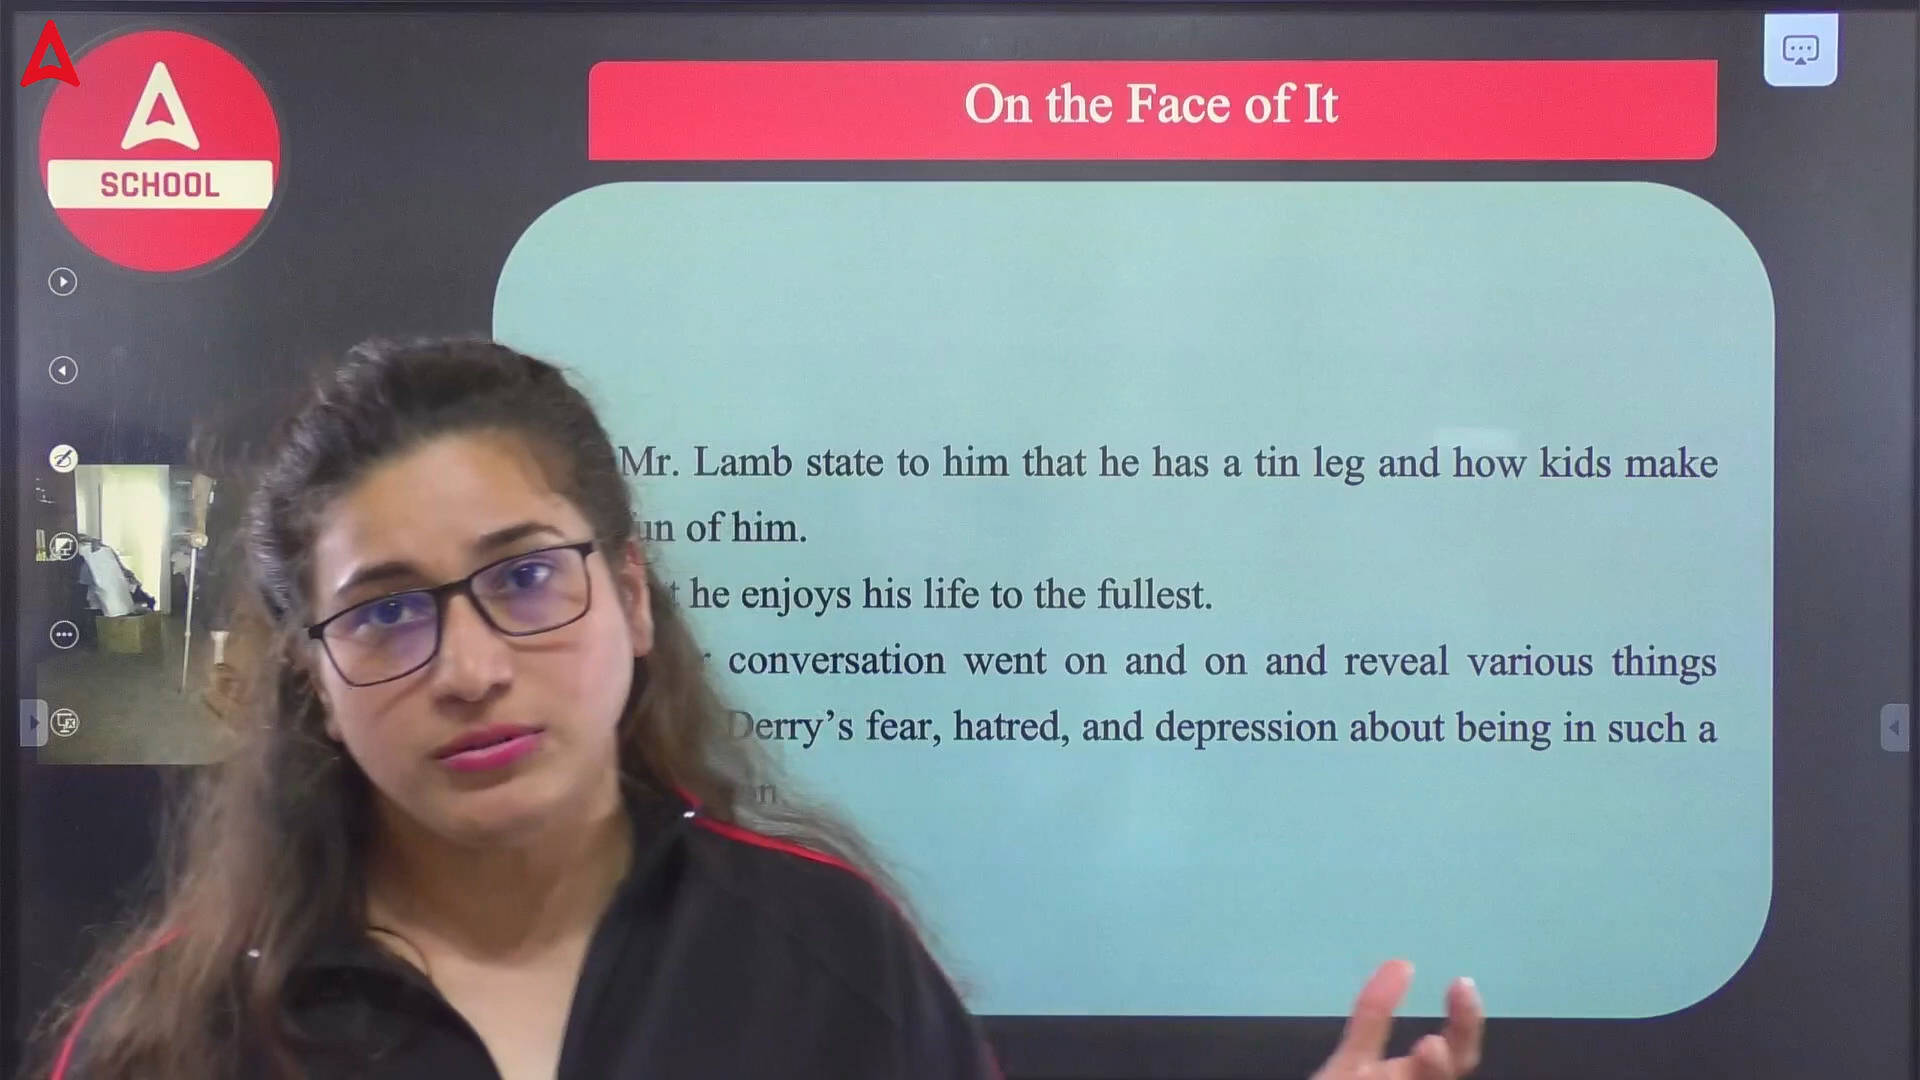 SCHOOL
On the Face of It
Mr. Lamb state to him that he has a tin leg and how kids make
of him.
he enjoys his life to the fullest.
conversation went on and on and reveal various things
Derry's fear, hatred, and depression about being in such a